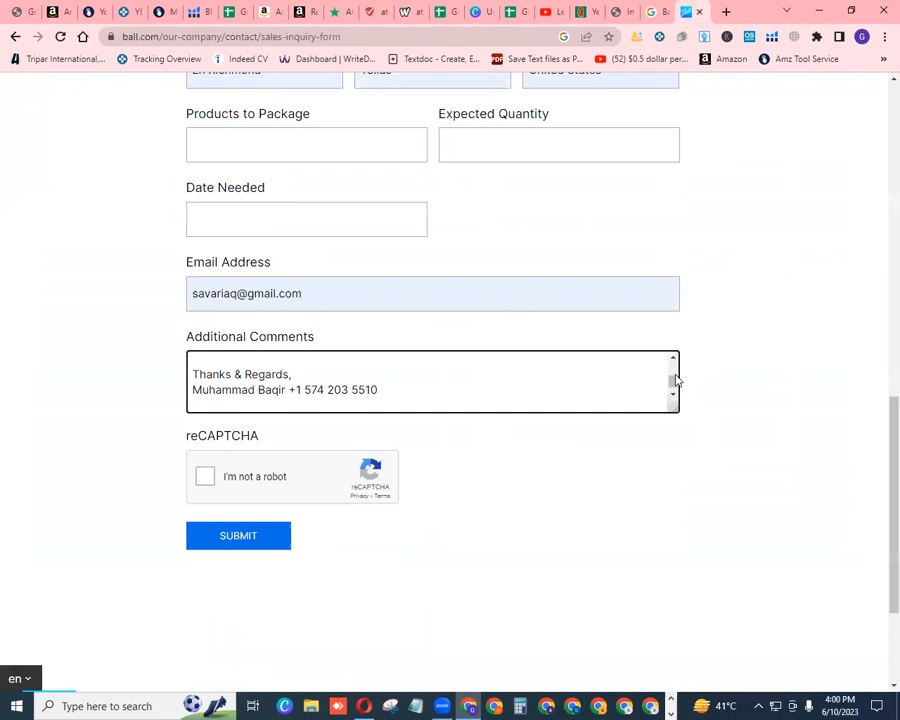 ball.com/our-company/contact/sales-inquiry-form
Tripar International,...
Tracking Overview
Indeed CV
Dashboard | WriteD...
Textdoc - Create, E...
Save Text files as P...
(52) $0.5 dollar per...
Amazon
Amz Tool Service
»
Texas
United States
Products to Package
Expected Quantity
Date Needed
Email Address
savariaq@gmail.com
Additional Comments
Thanks & Regards,
Muhammad Baqir +1 574 203 5510
reCAPTCHA
I'm not a robot
reCAPTCHA
Privacy - Terms
SUBMIT
en
Type here to search
41°C
4:00 PM
6/10/2023